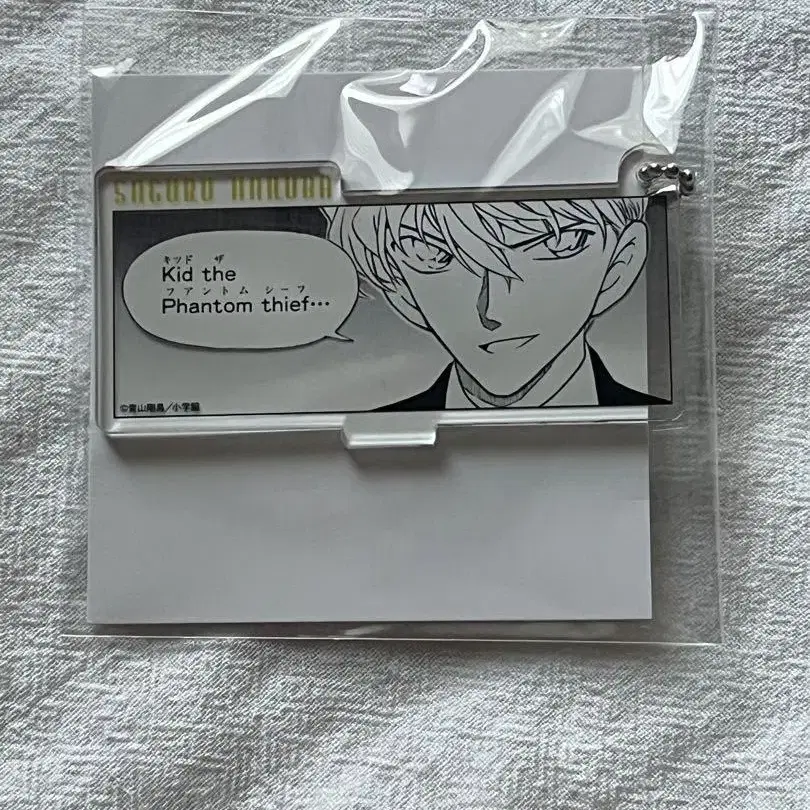 SAGURU HAKUBA
キッド ザ
Kid the
ファントム シーフ
Phantom thief…
©青山剛昌／小学館